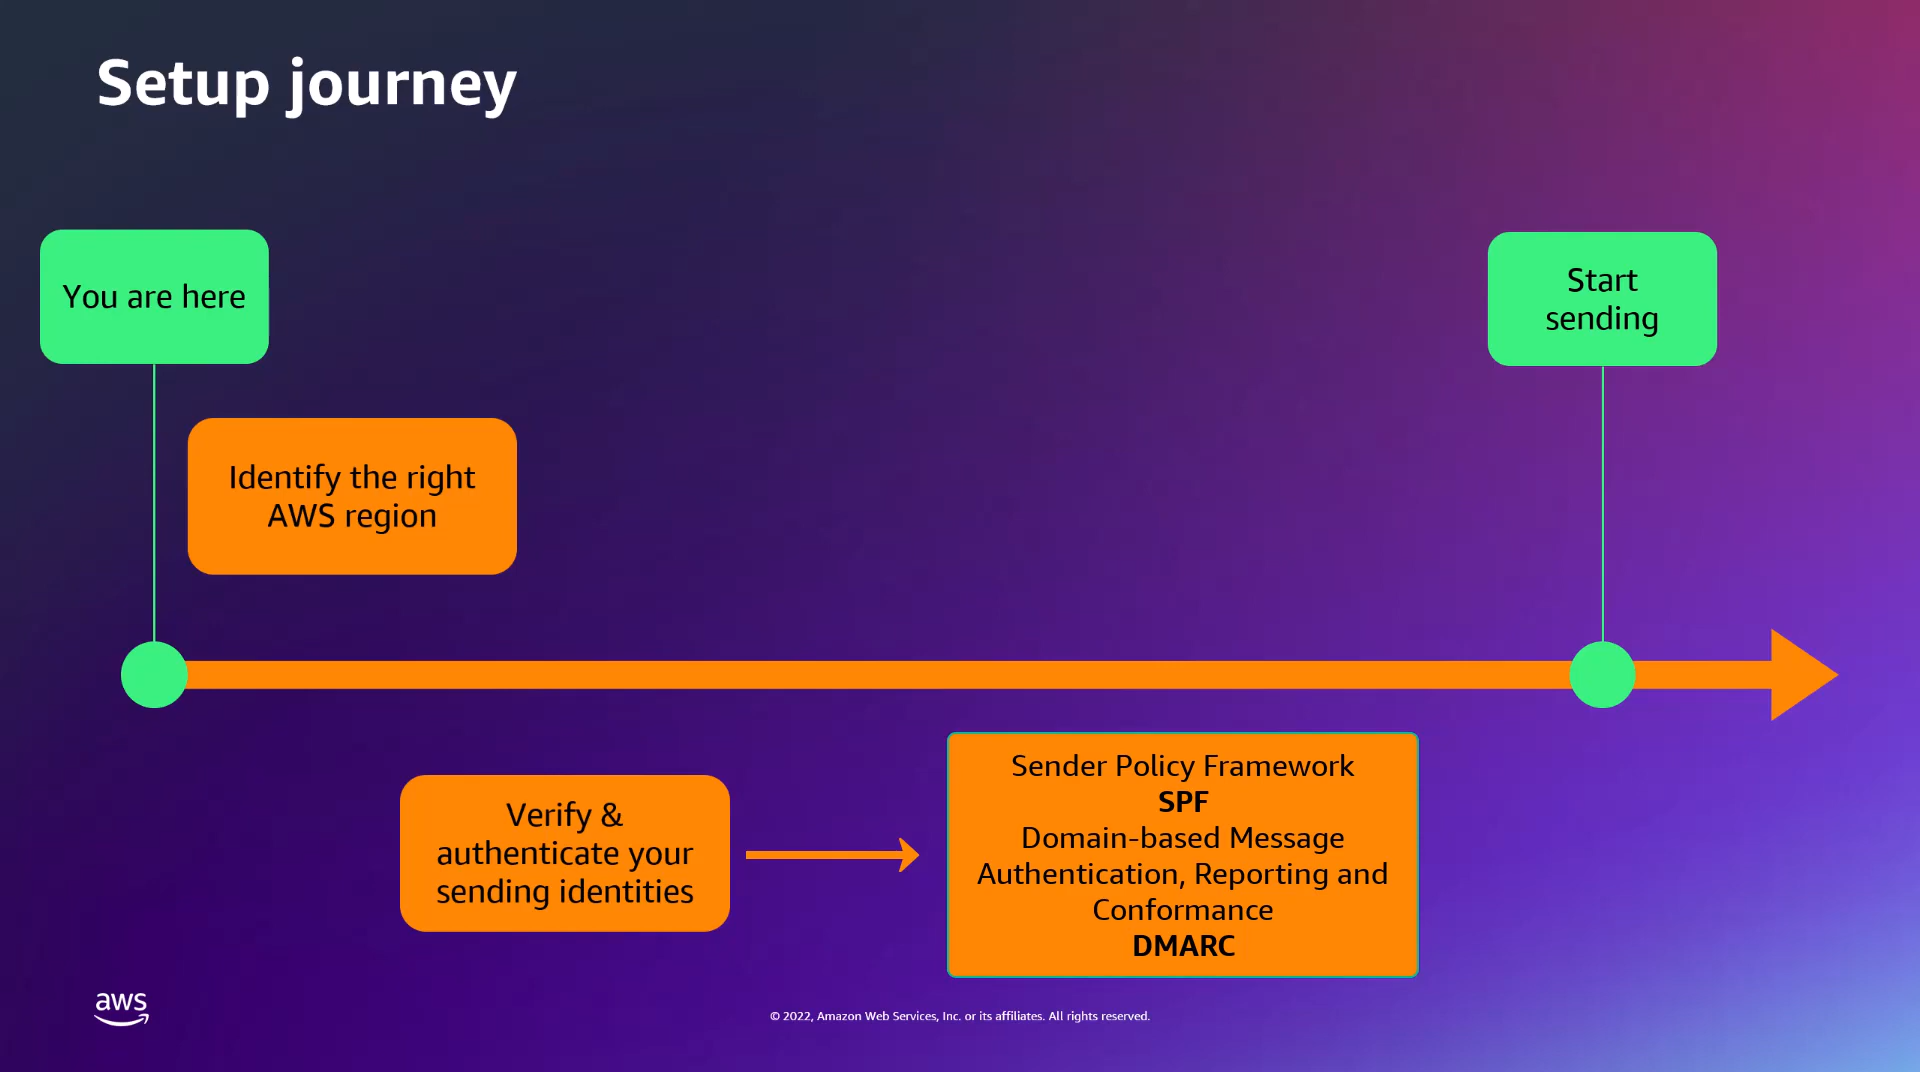 Setup journey
You are here
Start
sending
Identify the right
AWS region
Verify &
authenticate your
sending identities
Sender Policy Framework
SPF
Domain-based Message
Authentication, Reporting and
Conformance
DMARC
aws
© 2022, Amazon Web Services, Inc. or its affiliates. All rights reserved.